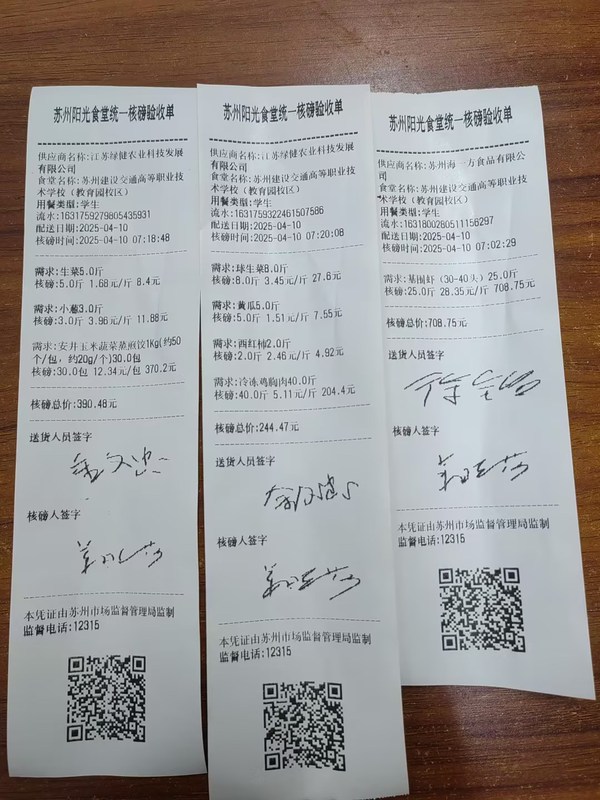 苏州阳光食堂统一核磅验收单
供应商名称:江苏绿健农业科技发展
有限公司
食堂名称:苏州建设交通高等职业技
术学校（教育园校区）
用餐类型:学生
流水:1631759279805435931
配送日期:2025-04-10
核磅时间:2025-04-10 07:18:48
需求:生菜5.0斤
核磅:5.0斤 1.68元/斤 8.4元
需求:小藕3.0斤
核磅:3.0斤 3.96元/斤 11.88元
需求:安井玉米蔬菜蒸煎饺1kg(约50
个/包，约20g/个)30.0包
核磅:30.0包 12.34元/包 370.2元
核磅总价:390.48元
送货人员签字
核磅人签字
本凭证由苏州市场监督管理局监制
监督电话:12315
苏州阳光食堂统一核磅验收单
供应商名称:江苏绿健农业科技发展
有限公司
食堂名称:苏州建设交通高等职业技
术学校（教育园校区）
用餐类型:学生
流水:1631759322461507586
配送日期:2025-04-10
核磅时间:2025-04-10 07:20:08
需求:球生菜8.0斤
核磅:8.0斤 3.45元/斤 27.6元
需求:黄瓜5.0斤
核磅:5.0斤 1.51元/斤 7.55元
需求:西红柿2.0斤
核磅:2.0斤 2.46元/斤 4.92元
需求:冷冻鸡胸肉40.0斤
核磅:40.0斤 5.11元/斤 204.4元
核磅总价:244.47元
送货人员签字
核磅人签字
本凭证由苏州市场监督管理局监制
监督电话:12315
苏州阳光食堂统一核磅验收单
供应商名称:苏州海一方食品有限公
司
食堂名称:苏州建设交通高等职业技
术学校（教育园校区）
用餐类型:学生
流水:1631800280511156297
配送日期:2025-04-10
核磅时间:2025-04-10 07:02:29
需求:基围虾（30-40头）25.0斤
核磅:25.0斤 28.35元/斤 708.75元
核磅总价:708.75元
送货人员签字
核磅人签字
本凭证由苏州市场监督管理局监制
监督电话:12315